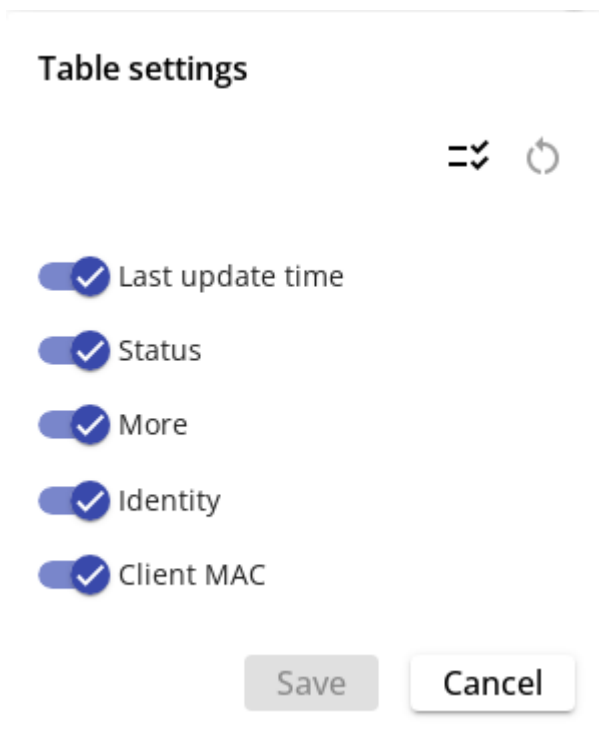 Table settings
Last update time
Status
More
Identity
Client MAC
Save Cancel